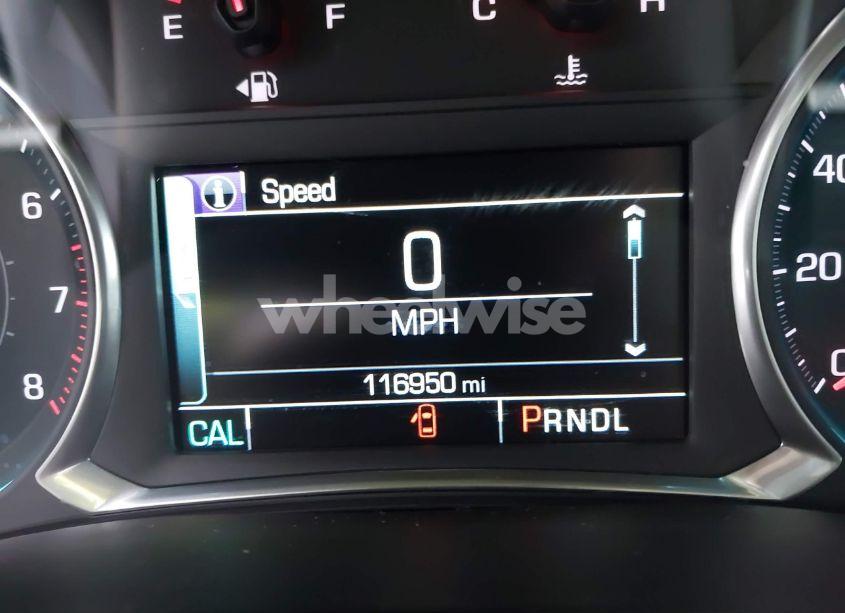 E F C H
6
7
8
Speed
0
MPH
wheelwise
116950 mi
CAL
PRNDL
40
20
0